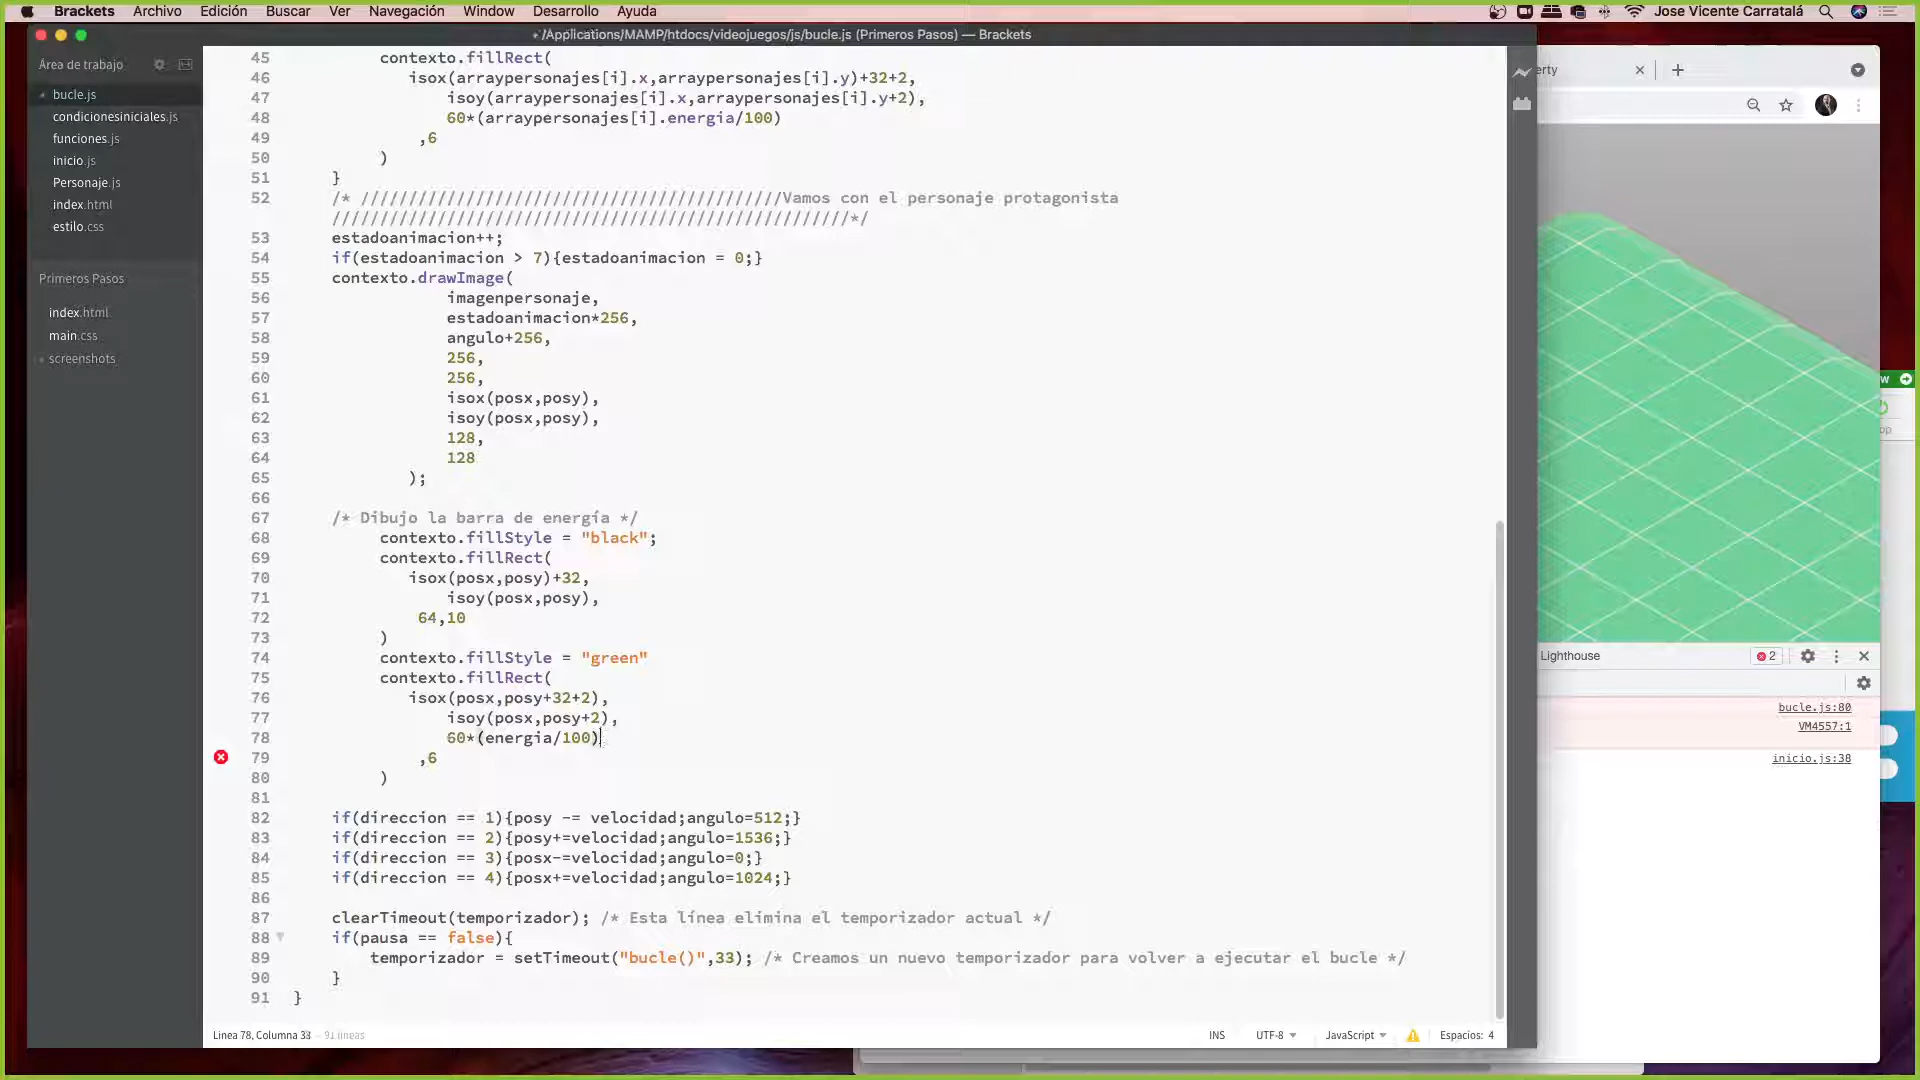 Brackets Archivo Edición Buscar Ver Navegación Window Desarrollo Ayuda Jose Vicente Carratalá
/Applications/MAMP/htdocs/videojuegos/js/bucle.js (Primeros Pasos) — Brackets
Área de trabajo
bucle.js
condicionesiniciales.js
funciones.js
inicio.js
Personaje.js
index.html
estilo.css
Primeros Pasos
index.html
main.css
screenshots
45 contexto.fillRect(
46 isox(arraypersonajes[i].x,arraypersonajes[i].y)+32+2,
47 isoy(arraypersonajes[i].x,arraypersonajes[i].y+2),
48 60*(arraypersonajes[i].energia/100)
49 ,6
50 )
51 }
52 /* ////////////////////////////////////////////Vamos con el personaje protagonista
//////////////////////////////////////////////////////*/
53 estadoanimacion++;
54 if(estadoanimacion > 7){estadoanimacion = 0;}
55 contexto.drawImage(
56 imagenpersonaje,
57 estadoanimacion*256,
58 angulo+256,
59 256,
60 256,
61 isox(posx,posy),
62 isoy(posx,posy),
63 128,
64 128
65 );
66
67 /* Dibujo la barra de energía */
68 contexto.fillStyle = "black";
69 contexto.fillRect(
70 isox(posx,posy)+32,
71 isoy(posx,posy),
72 64,10
73 )
74 contexto.fillStyle = "green"
75 contexto.fillRect(
76 isox(posx,posy+32+2),
77 isoy(posx,posy+2),
78 60*(energia/100)
79 ,6
80 )
81
82 if(direccion == 1){posy -= velocidad;angulo=512;}
83 if(direccion == 2){posy+=velocidad;angulo=1536;}
84 if(direccion == 3){posx-=velocidad;angulo=0;}
85 if(direccion == 4){posx+=velocidad;angulo=1024;}
86
87 clearTimeout(temporizador); /* Esta línea elimina el temporizador actual */
88 if(pausa == false){
89 temporizador = setTimeout("bucle()",33); /* Creamos un nuevo temporizador para volver a ejecutar el bucle */
90 }
91 }
Línea 78, Columna 33 — 91 líneas
INS UTF-8 JavaScript Espacios: 4
erty
w
op
Lighthouse 2
bucle.js:80
VM4557:1
inicio.js:38